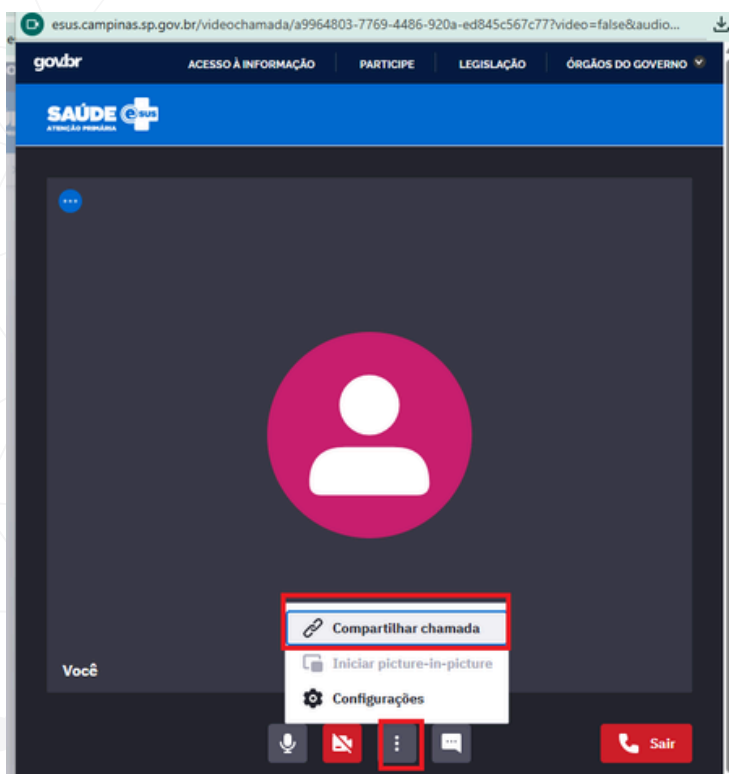 esus.campinas.sp.gov.br/videochamada/a9964803-7769-4486-920a-ed845c567c77?video=false&audio...
gov.br ACESSO À INFORMAÇÃO PARTICIPE LEGISLAÇÃO ÓRGÃOS DO GOVERNO
SAÚDE e sus
ATENÇÃO PRIMÁRIA
Compartilhar chamada
Iniciar picture-in-picture
Você
Configurações
Sair